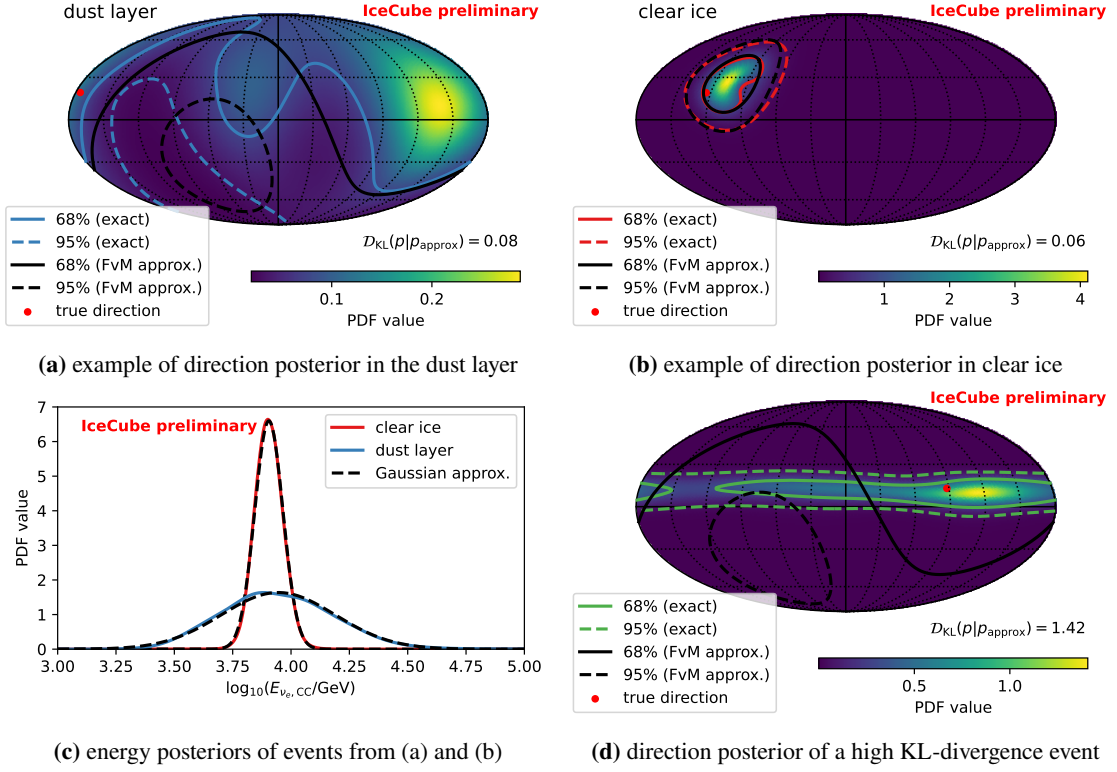 dust layer
IceCube preliminary
68% (exact)
95% (exact)
68% (FvM approx.)
95% (FvM approx.)
true direction
𝒟KL(p|papprox) = 0.08
0.1 0.2
PDF value
(a) example of direction posterior in the dust layer
clear ice
IceCube preliminary
68% (exact)
95% (exact)
68% (FvM approx.)
95% (FvM approx.)
true direction
𝒟KL(p|papprox) = 0.06
1 2 3 4
PDF value
(b) example of direction posterior in clear ice
IceCube preliminary
clear ice
dust layer
Gaussian approx.
7
6
5
4
3
2
1
0
PDF value
3.00 3.25 3.50 3.75 4.00 4.25 4.50 4.75 5.00
log10(Eνe, CC/GeV)
(c) energy posteriors of events from (a) and (b)
IceCube preliminary
68% (exact)
95% (exact)
68% (FvM approx.)
95% (FvM approx.)
true direction
𝒟KL(p|papprox) = 1.42
0.5 1.0
PDF value
(d) direction posterior of a high KL-divergence event